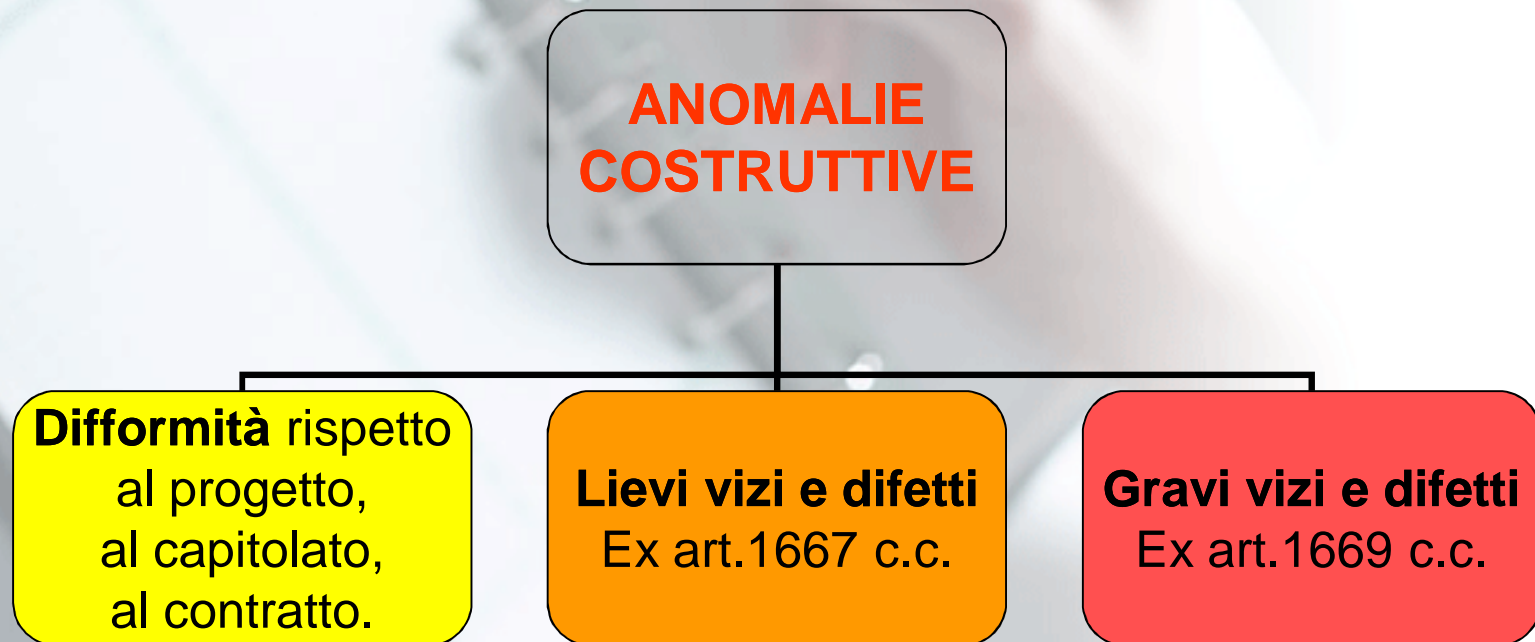 ANOMALIE
COSTRUTTIVE
Difformità rispetto
al progetto,
al capitolato,
al contratto.
Lievi vizi e difetti
Ex art.1667 c.c.
Gravi vizi e difetti
Ex art.1669 c.c.